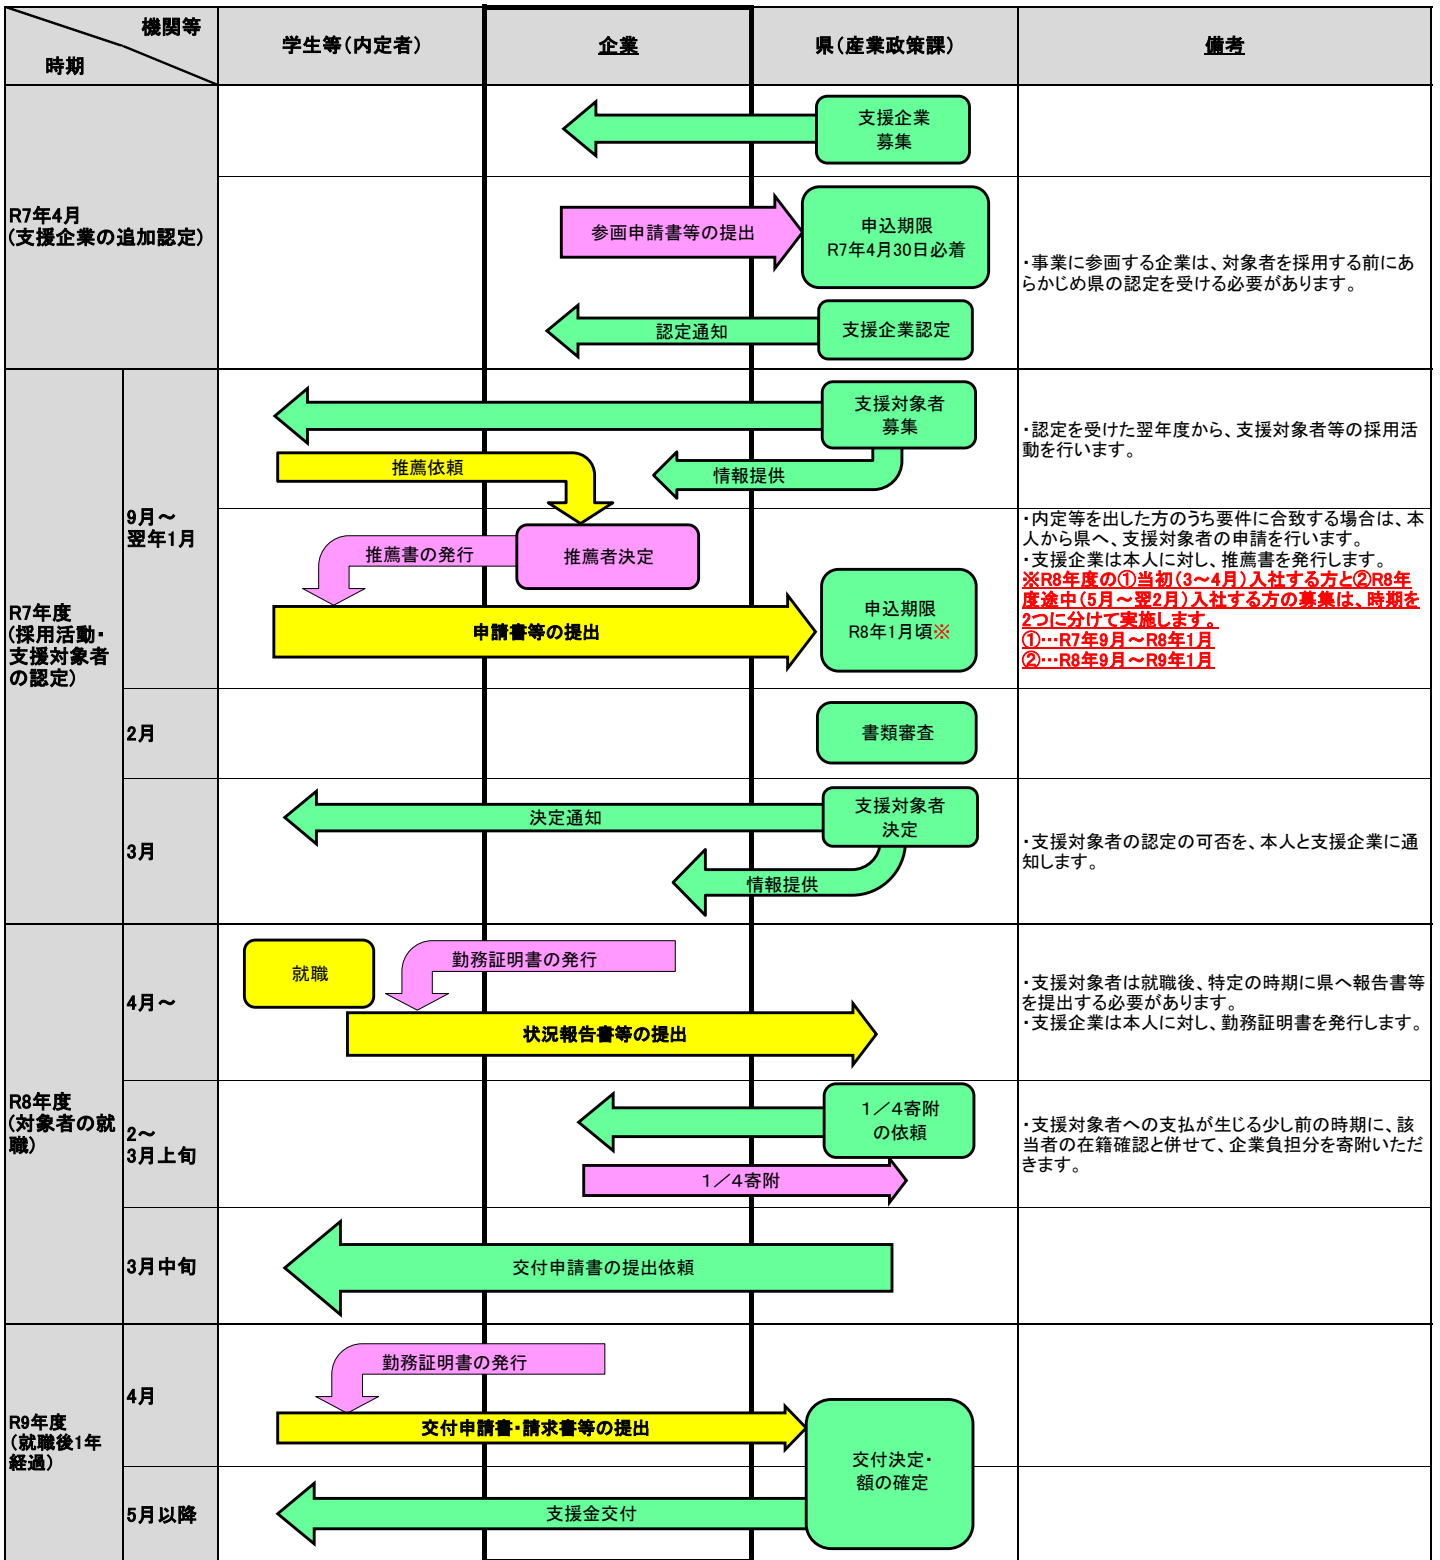 機関等
時期
学生等(内定者)
企業
県(産業政策課)
備考
R7年4月
(支援企業の追加認定)
支援企業
募集
参画申請書等の提出
申込期限
R7年4月30日必着
認定通知
支援企業認定
・事業に参画する企業は、対象者を採用する前にあ
らかじめ県の認定を受ける必要があります。
R7年度
(採用活動・
支援対象者
の認定)
9月～
翌年1月
支援対象者
募集
推薦依頼
情報提供
・認定を受けた翌年度から、支援対象者等の採用活
動を行います。
推薦書の発行
推薦者決定
申請書等の提出
申込期限
R8年1月頃※
・内定等を出した方のうち要件に合致する場合は、本
人から県へ、支援対象者の申請を行います。
・支援企業は本人に対し、推薦書を発行します。
※R8年度の①当初(3～4月)入社する方と②R8年
度途中(5月～翌2月)入社する方の募集は、時期を
2つに分けて実施します。
①…R7年9月～R8年1月
②…R8年9月～R9年1月
2月
書類審査
3月
決定通知
支援対象者
決定
情報提供
・支援対象者の認定の可否を、本人と支援企業に通
知します。
R8年度
(対象者の就
職)
4月～
就職
勤務証明書の発行
状況報告書等の提出
・支援対象者は就職後、特定の時期に県へ報告書等
を提出する必要があります。
・支援企業は本人に対し、勤務証明書を発行します。
2～
3月上旬
1／4寄附
の依頼
1／4寄附
・支援対象者への支払が生じる少し前の時期に、該
当者の在籍確認と併せて、企業負担分を寄附いただ
きます。
3月中旬
交付申請書の提出依頼
R9年度
(就職後1年
経過)
4月
勤務証明書の発行
交付申請書・請求書等の提出
交付決定・
額の確定
5月以降
支援金交付